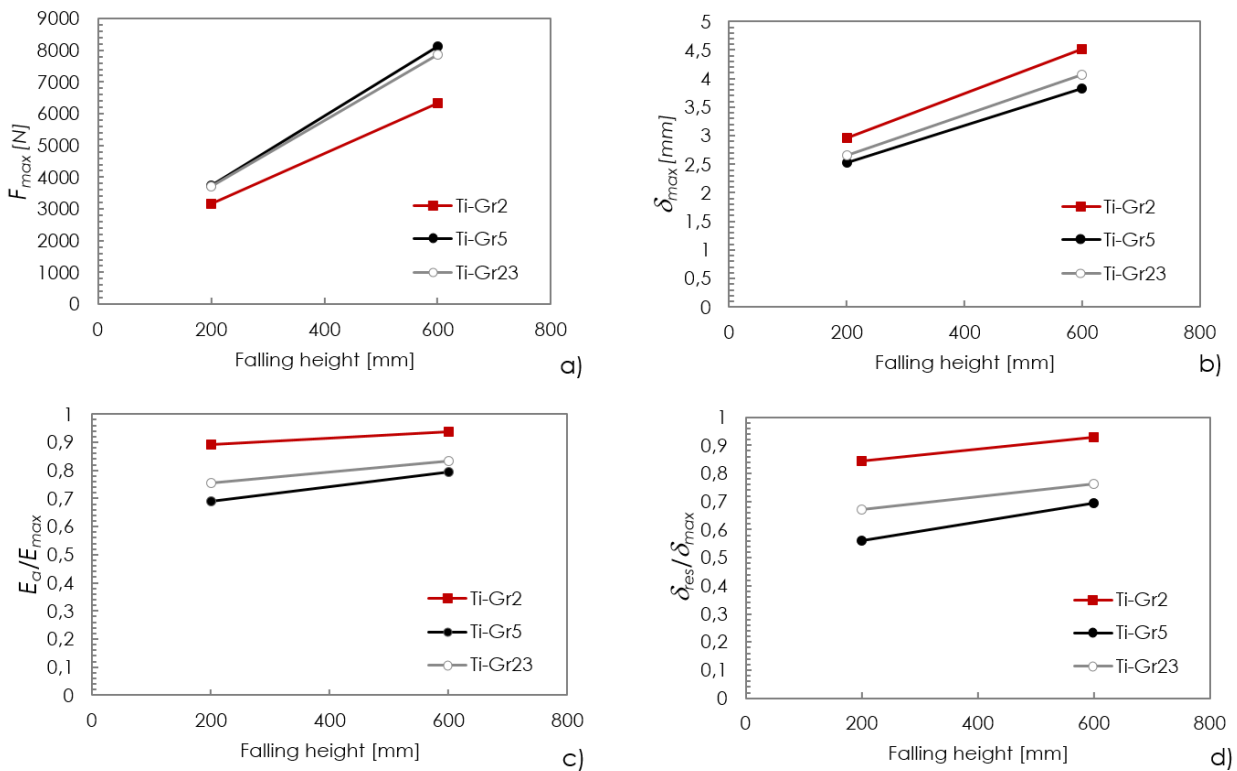 9000
8000
7000
6000
5000
4000
3000
2000
1000
0
F_max [N]
Ti-Gr2
Ti-Gr5
Ti-Gr23
0 200 400 600 800
Falling height [mm]
a)
5
4,5
4
3,5
3
2,5
2
1,5
1
0,5
0
δ_max [mm]
Ti-Gr2
Ti-Gr5
Ti-Gr23
0 200 400 600 800
Falling height [mm]
b)
1
0,9
0,8
0,7
0,6
0,5
0,4
0,3
0,2
0,1
0
E_a/E_max
Ti-Gr2
Ti-Gr5
Ti-Gr23
0 200 400 600 800
Falling height [mm]
c)
1
0,9
0,8
0,7
0,6
0,5
0,4
0,3
0,2
0,1
0
δ_res/δ_max
Ti-Gr2
Ti-Gr5
Ti-Gr23
0 200 400 600 800
Falling height [mm]
d)